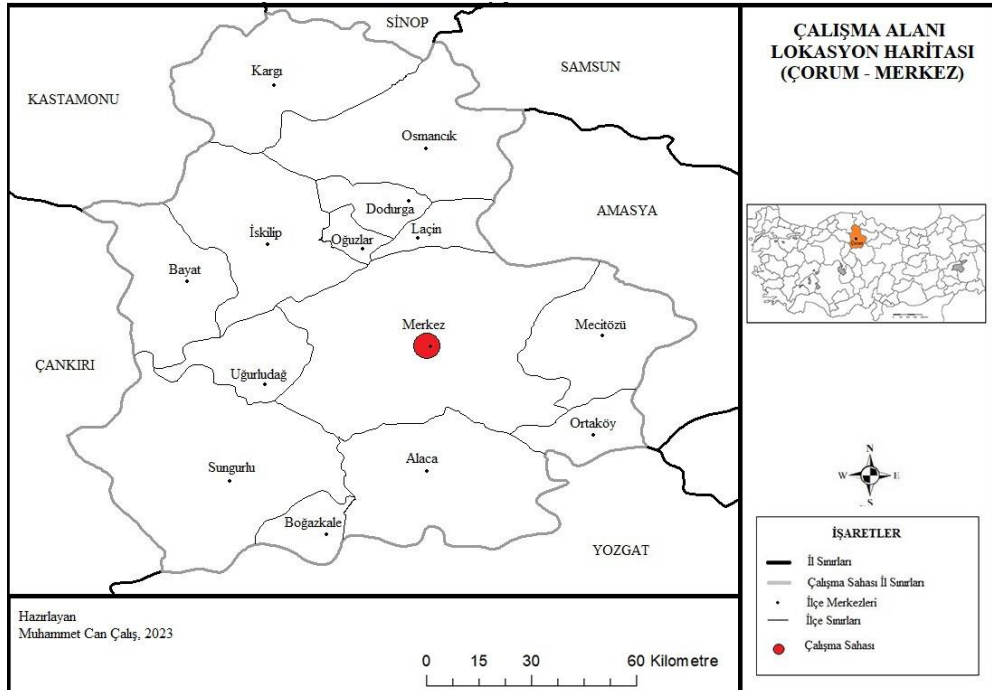 SİNOP
KASTAMONU
SAMSUN
Kargı
Osmancık
Dodurga
AMASYA
İskilip
Oğuzlar
Laçin
Bayat
Merkez
Mecitözü
ÇANKIRI
Uğurludağ
Ortaköy
Sungurlu
Alaca
Boğazkale
YOZGAT
ÇALIŞMA ALANI
LOKASYON HARİTASI
(ÇORUM - MERKEZ)
N
W E
S
İŞARETLER
İl Sınırları
Çalışma Sahası İl Sınırları
İlçe Merkezleri
İlçe Sınırları
Çalışma Sahası
Hazırlayan
Muhammet Can Çalış, 2023
0 15 30 60 Kilometre